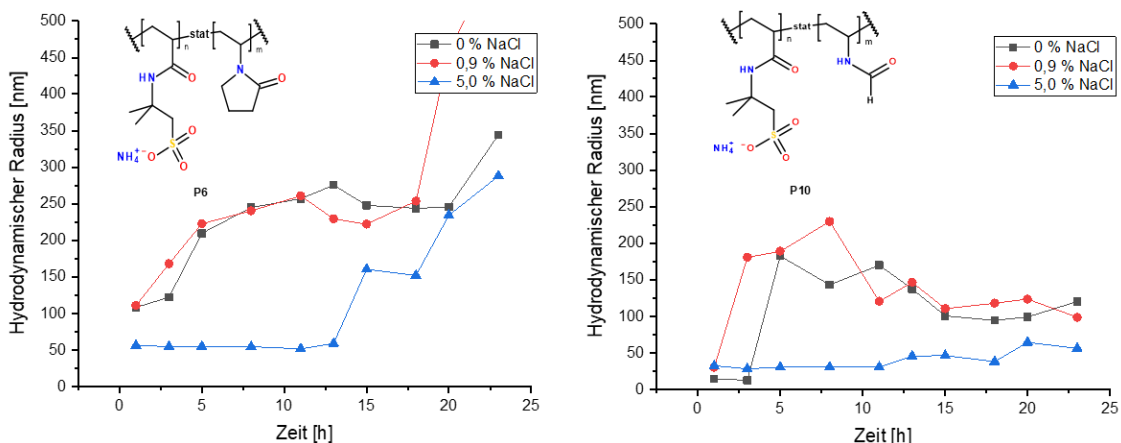 500
450
400
350
300
250
200
150
100
50
0
Hydrodynamischer Radius [nm]
0 5 10 15 20 25
Zeit [h]
stat
n
m
HN
O
N
O
O
S
O
NH4+ -O
O
P6
0 % NaCl
0,9 % NaCl
5,0 % NaCl
500
450
400
350
300
250
200
150
100
50
0
Hydrodynamischer Radius [nm]
0 5 10 15 20 25
Zeit [h]
stat
n
m
HN
O
HN
O
H
O
S
NH4+ -O
O
P10
0 % NaCl
0,9 % NaCl
5,0 % NaCl